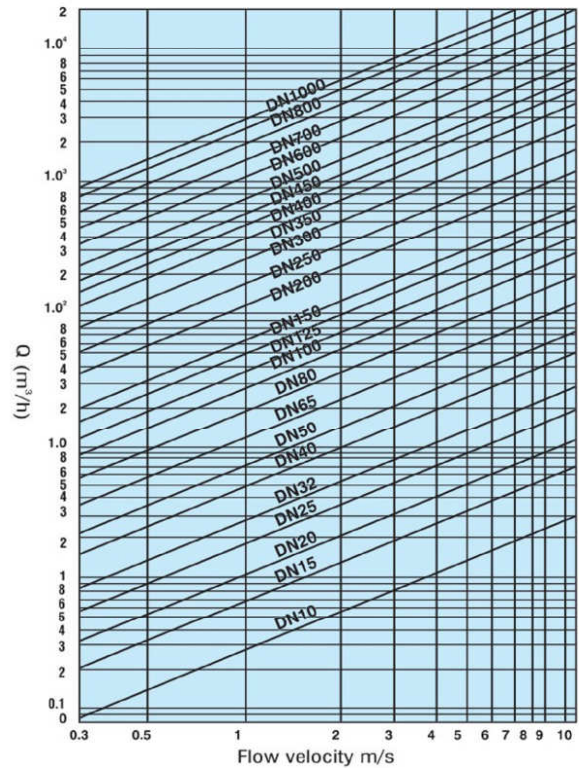 2
1.0⁴
8
6
5
4
3
2
1.0³
8
6
5
4
3
2
1.0²
8
6
5
4
3
2
1.0
8
6
5
4
3
2
1
8
6
5
4
3
2
0.1
0
Q (m³/h)
DN1000
DN800
DN700
DN600
DN500
DN450
DN400
DN350
DN300
DN250
DN200
DN150
DN125
DN100
DN80
DN65
DN50
DN40
DN32
DN25
DN20
DN15
DN10
0.3 0.5 1 2 3 4 5 6 7 8 9 10
Flow velocity m/s